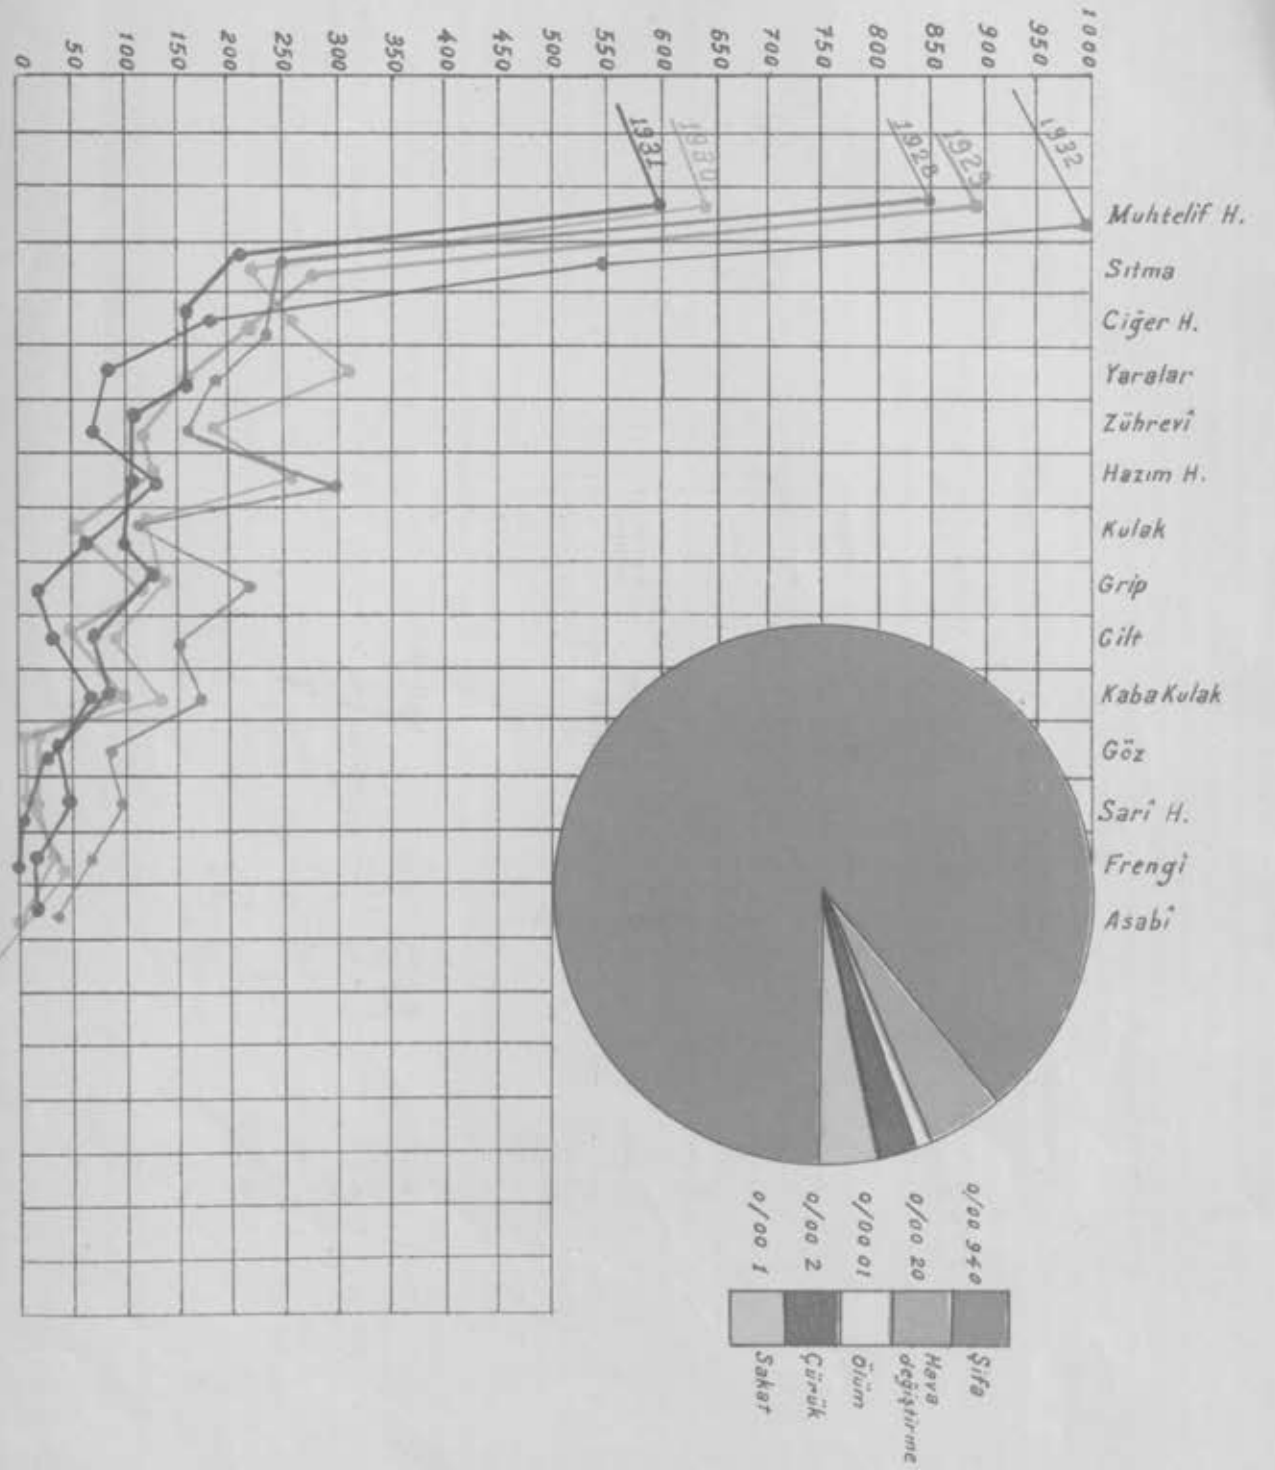 0
50
100
150
200
250
300
350
400
450
500
550
600
650
700
750
800
850
900
950
1000
1931
1930
1928
1929
1932
Muhtelif H.
Sıtma
Ciğer H.
Yaralar
Zührevî
Hazım H.
Kulak
Grip
Cilt
Kaba Kulak
Göz
Sarî H.
Frengi
Asabî
0/00 940 Şifa
0/00 20 Hava
değiştirme
0/00 01 Ölüm
0/00 2 Çürük
0/00 1 Sakat